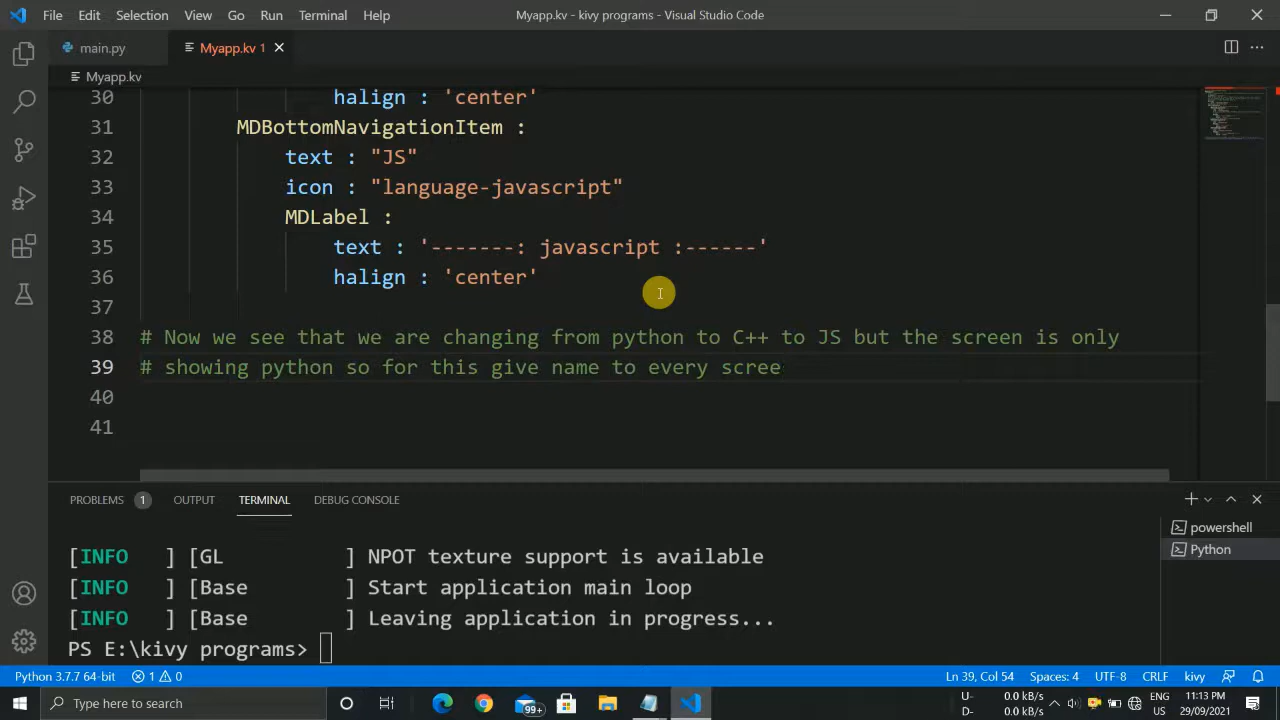 File Edit Selection View Go Run Terminal Help Myapp.kv - kivy programs - Visual Studio Code
main.py Myapp.kv 1
Myapp.kv
30 halign : 'center'
31 MDBottomNavigationItem :
32 text : "JS"
33 icon : "language-javascript"
34 MDLabel :
35 text : '-------: javascript :------'
36 halign : 'center'
37
38 # Now we see that we are changing from python to C++ to JS but the screen is only
39 # showing python so for this give name to every scree
40
41
PROBLEMS 1 OUTPUT TERMINAL DEBUG CONSOLE
powershell
Python
[INFO ] [GL ] NPOT texture support is available
[INFO ] [Base ] Start application main loop
[INFO ] [Base ] Leaving application in progress...
PS E:\kivy programs>
Python 3.7.7 64-bit 1 0 Ln 39, Col 54 Spaces: 4 UTF-8 CRLF kivy
Type here to search 99+ U- 0.0 kB/s ENG 11:13 PM
D- 0.0 kB/s US 29/09/2021